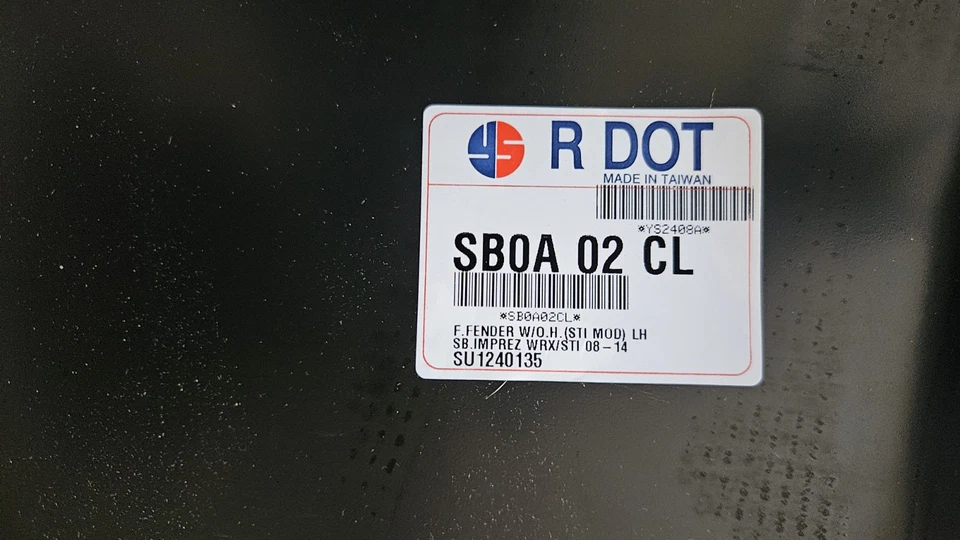 YS R DOT
MADE IN TAIWAN
*YS2408A*
SB0A 02 CL
*SB0A02CL*
F.FENDER W/O.H.(STI MOD) LH
SB.IMPREZ WRX/STI 08-14
SU1240135